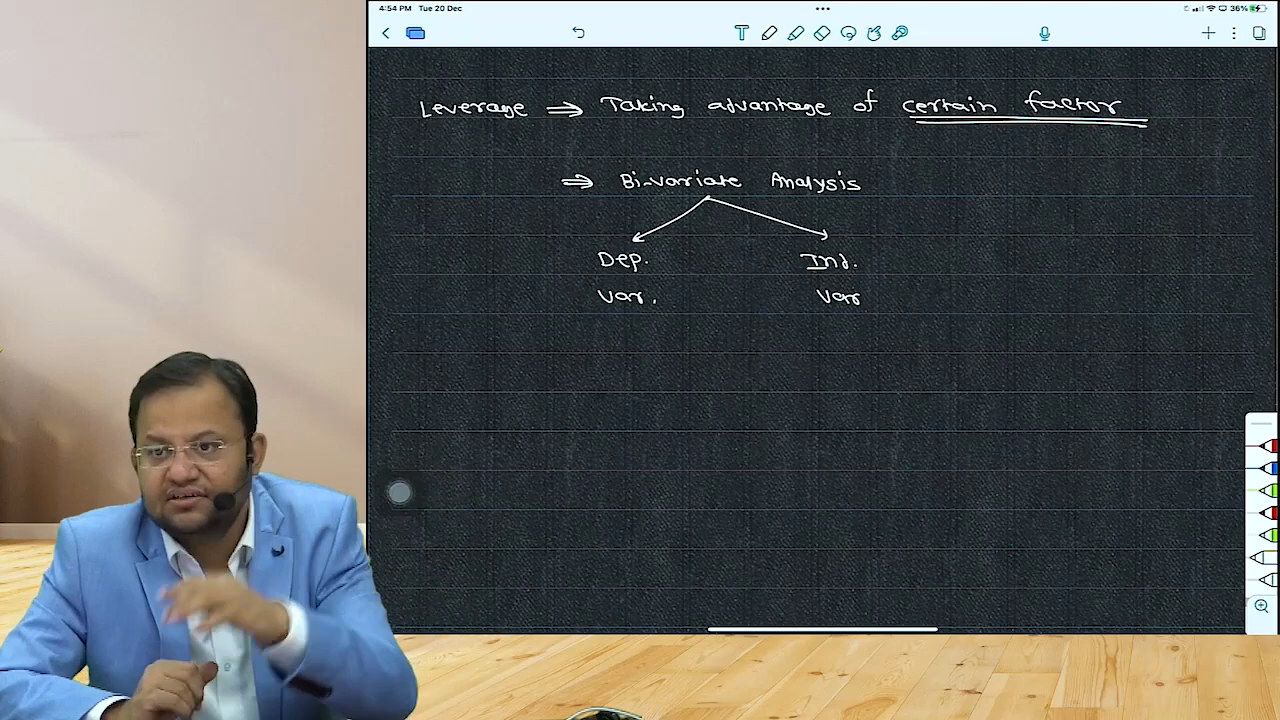 4:54 PM Tue 20 Dec
36%
Leverage ⇒ Taking advantage of certain factor
⇒ Bi-variate Analysis
Dep. Ind.
Var. Var